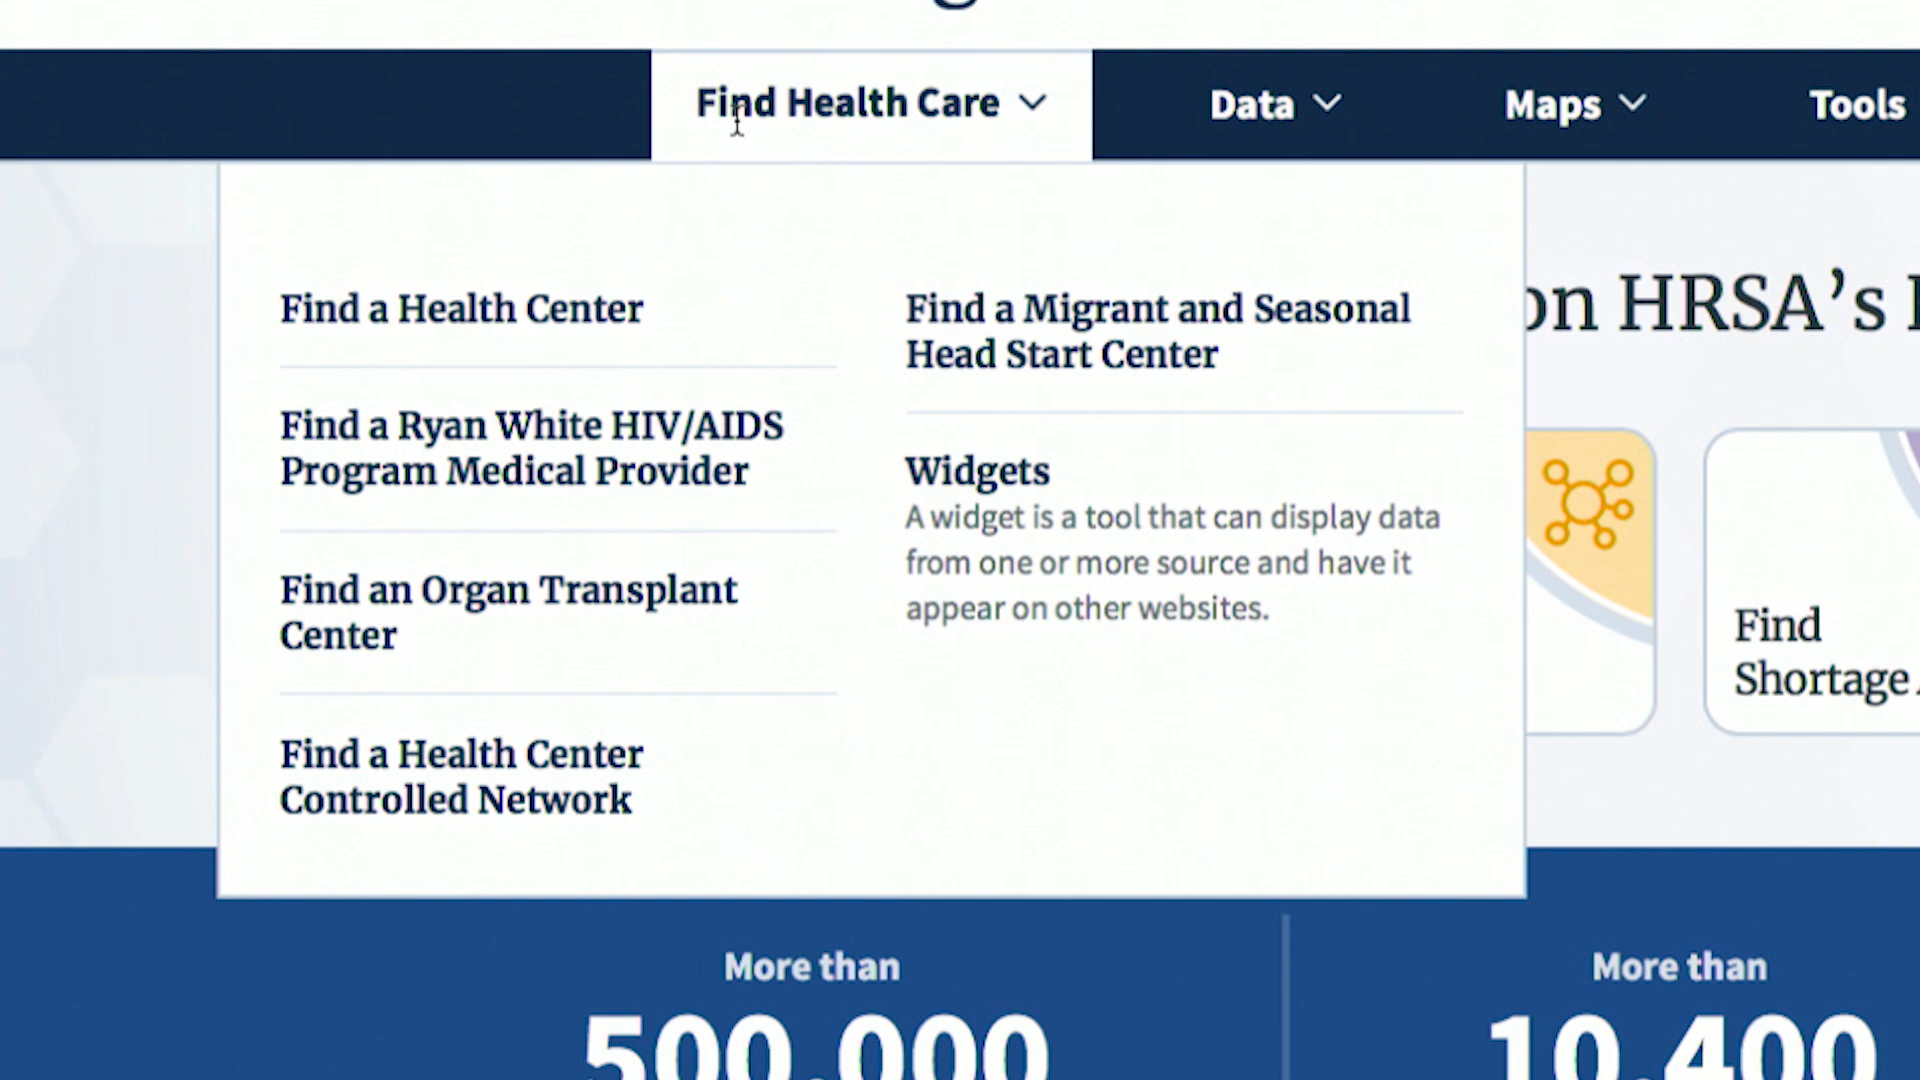 Find Health Care
Data
Maps
Tools
Find a Health Center
Find a Ryan White HIV/AIDS
Program Medical Provider
Find an Organ Transplant
Center
Find a Health Center
Controlled Network
Find a Migrant and Seasonal
Head Start Center
Widgets
A widget is a tool that can display data
from one or more source and have it
appear on other websites.
on HRSA's
Find
Shortage
More than
500,000
More than
10,400